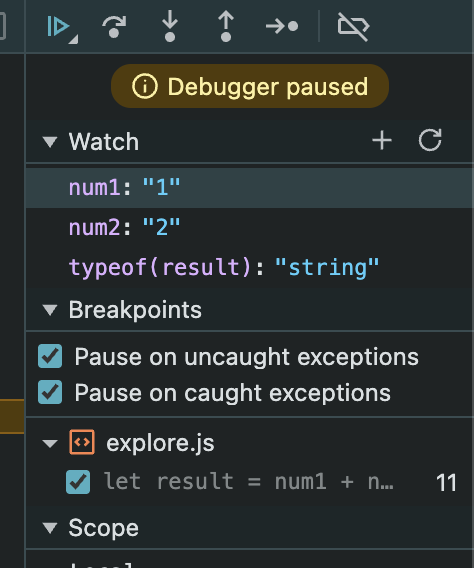 Debugger paused
Watch
num1: "1"
num2: "2"
typeof(result): "string"
Breakpoints
Pause on uncaught exceptions
Pause on caught exceptions
explore.js
let result = num1 + n… 11
Scope
Local